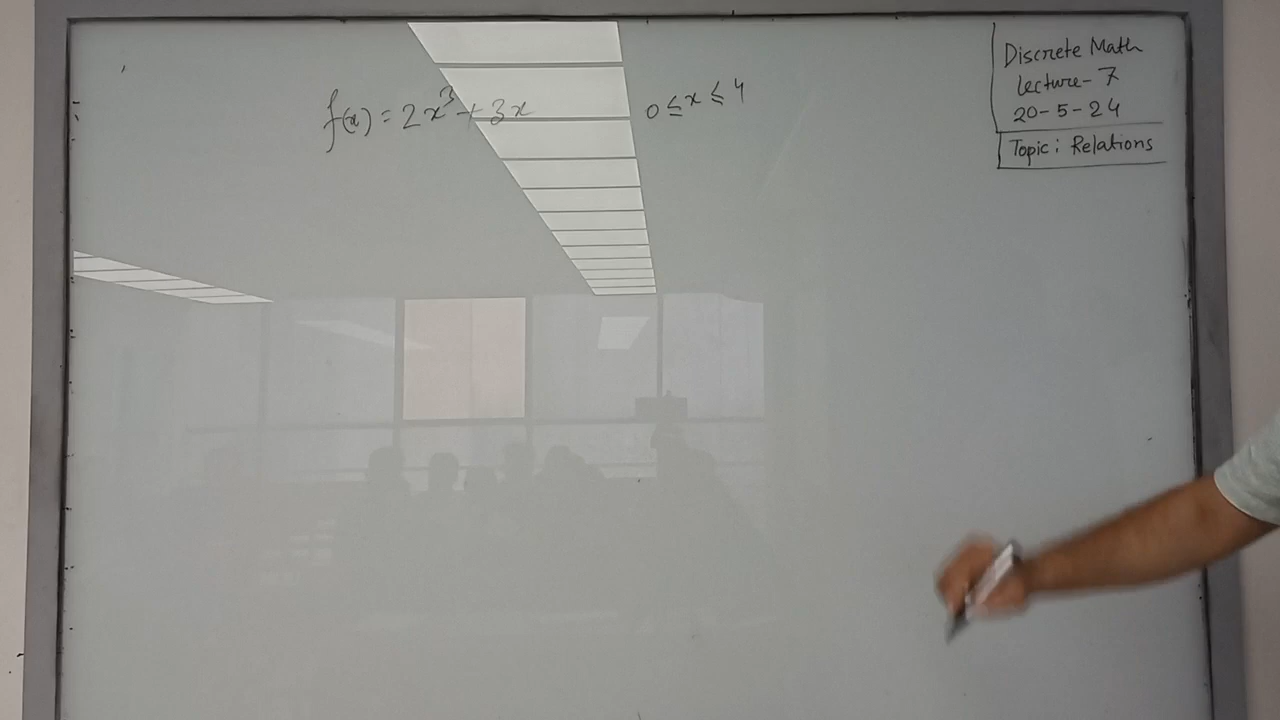 f(x) = 2x³ + 3x 0 ≤ x ≤ 4
Discrete Math
Lecture - 7
20-5-24
Topic : Relations